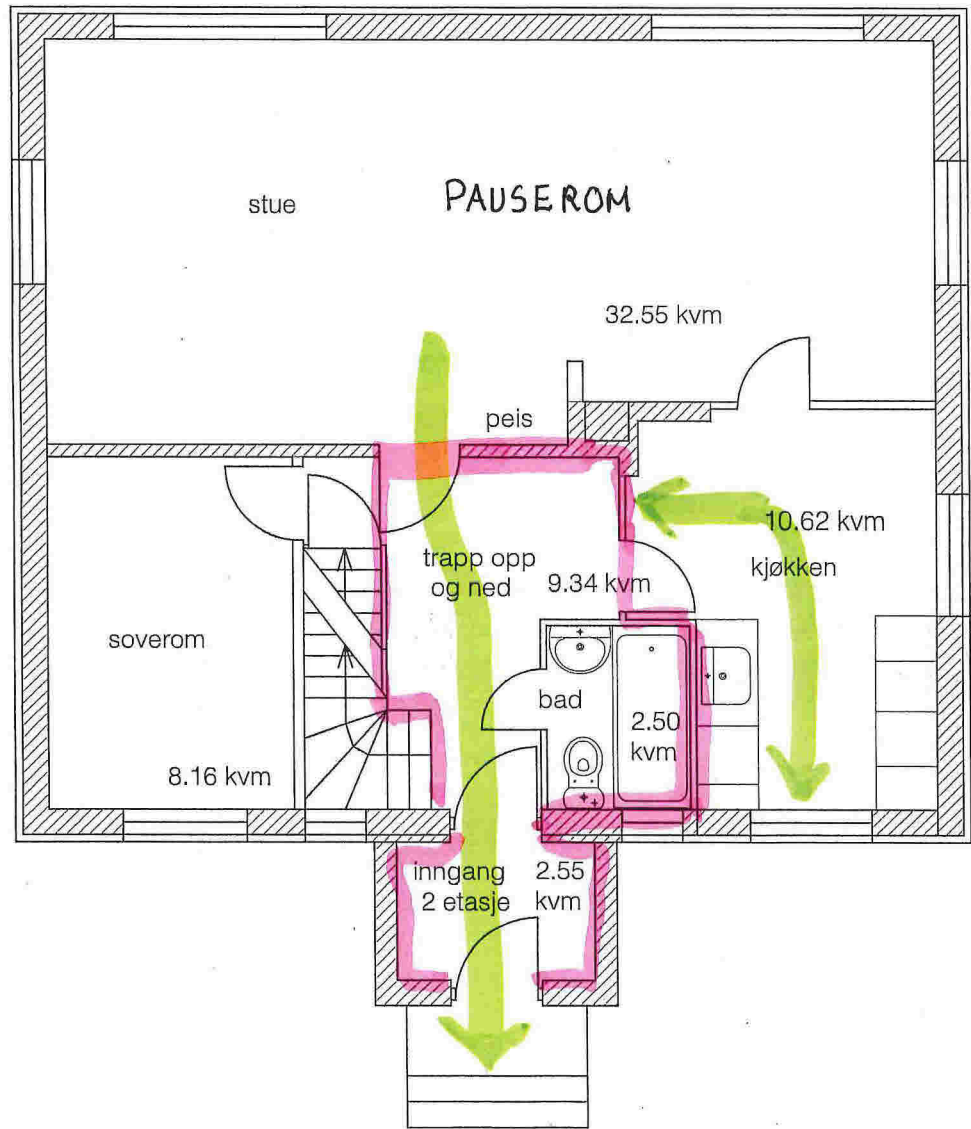 stue
PAUSEROM
32.55 kvm
peis
10.62 kvm
kjøkken
trapp opp
og ned
9.34 kvm
soverom
bad
2.50
kvm
8.16 kvm
inngang
2 etasje
2.55
kvm